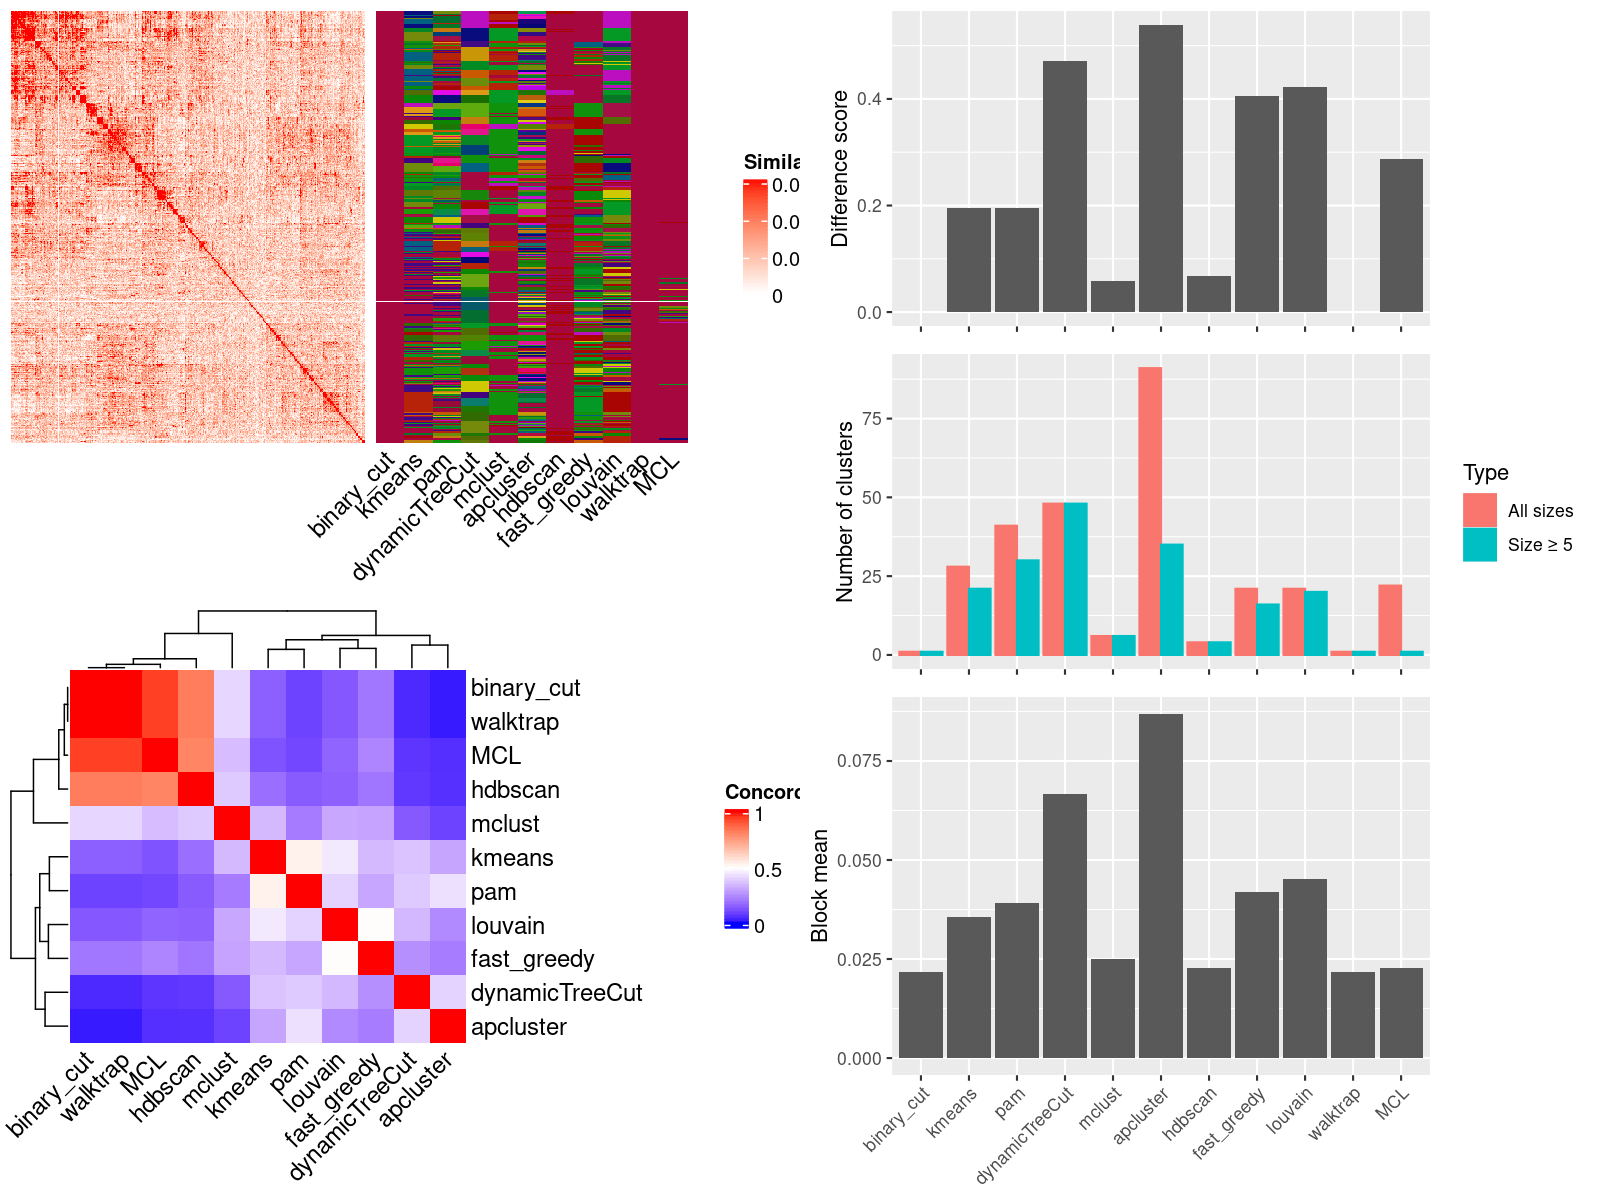 Simila
0.0
0.0
0.0
0
binary_cut
kmeans
pam
dynamicTreeCut
mclust
apcluster
hdbscan
fast_greedy
louvain
walktrap
MCL
binary_cut
walktrap
MCL
hdbscan
mclust
kmeans
pam
louvain
fast_greedy
dynamicTreeCut
apcluster
binary_cut
walktrap
MCL
hdbscan
mclust
kmeans
pam
louvain
fast_greedy
dynamicTreeCut
apcluster
Concord
1
0.5
0
Difference score
0.4
0.2
0.0
Number of clusters
75
50
25
0
Type
All sizes
Size ≥ 5
Block mean
0.075
0.050
0.025
0.000
binary_cut
kmeans
pam
dynamicTreeCut
mclust
apcluster
hdbscan
fast_greedy
louvain
walktrap
MCL